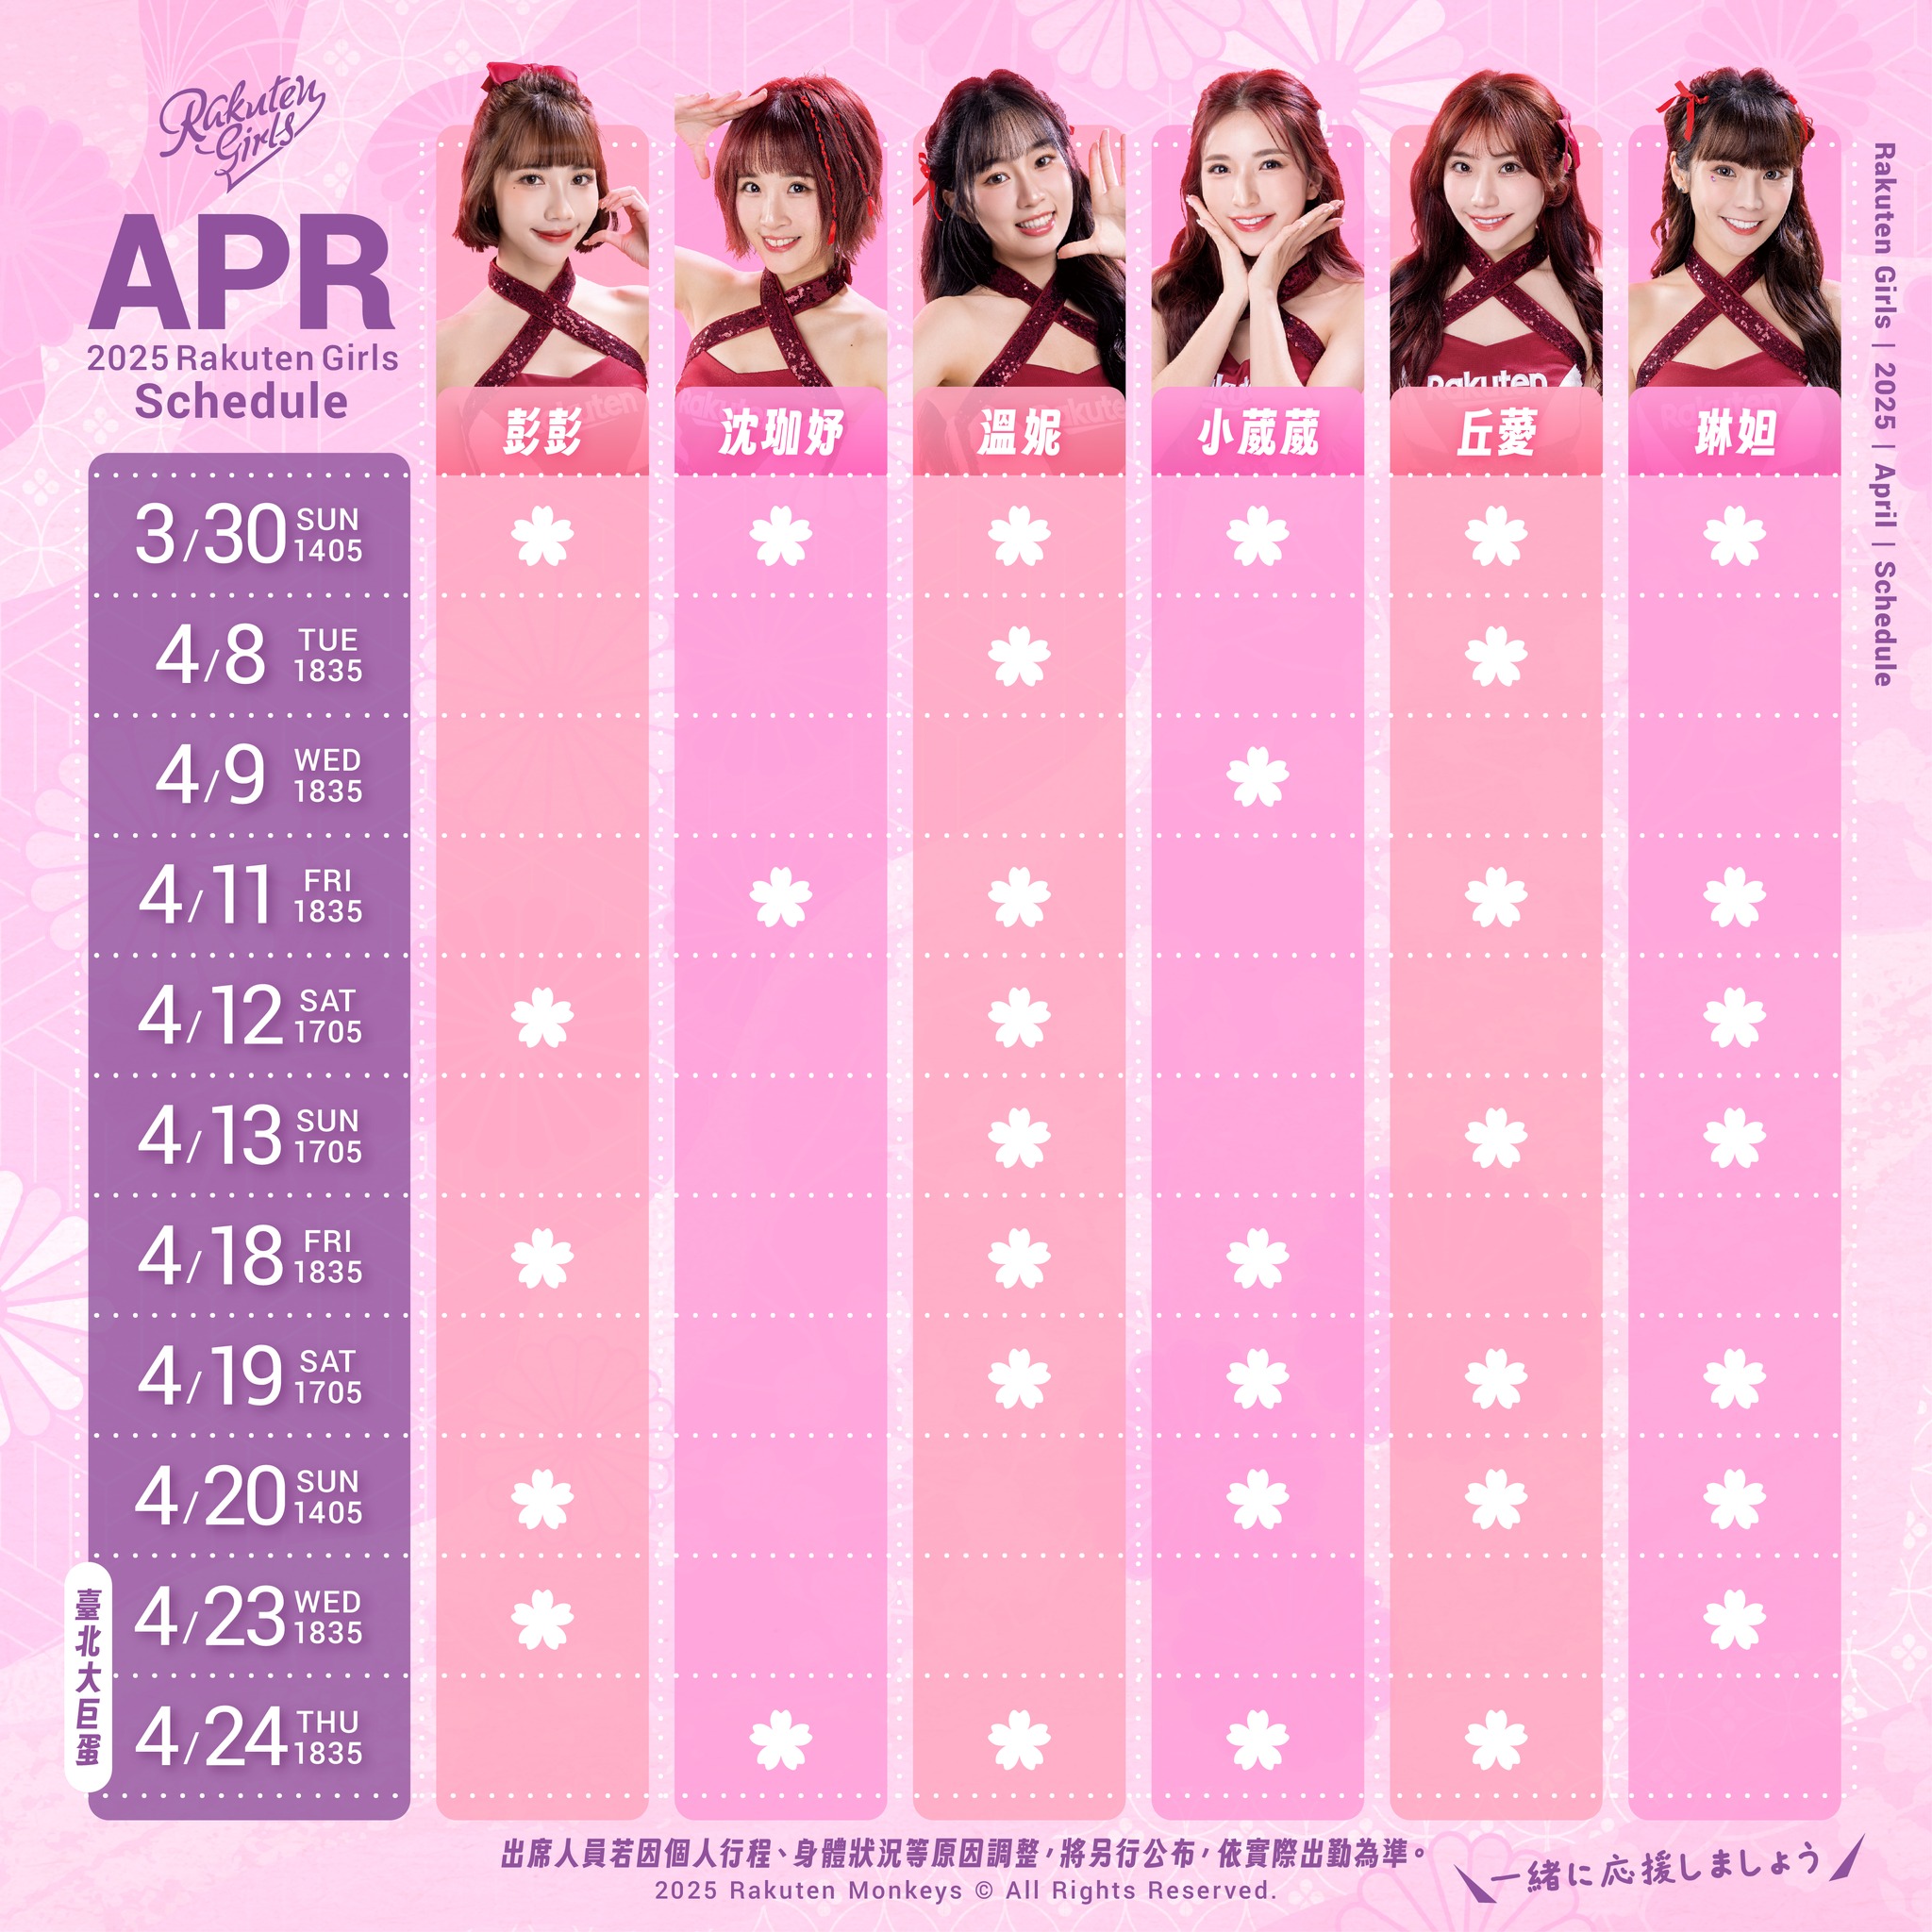 Rakuten
Girls
APR
2025 Rakuten Girls
Schedule
彭彭
沈珈妤
溫妮
小葳葳
丘薆
琳妲
3/30 SUN 1405
4/8 TUE 1835
4/9 WED 1835
4/11 FRI 1835
4/12 SAT 1705
4/13 SUN 1705
4/18 FRI 1835
4/19 SAT 1705
4/20 SUN 1405
4/23 WED 1835
4/24 THU 1835
臺北大巨蛋
Rakuten Girls | 2025 | April | Schedule
出席人員若因個人行程、身體狀況等原因調整，將另行公布，依實際出勤為準。
2025 Rakuten Monkeys © All Rights Reserved.
一緒に応援しましょう